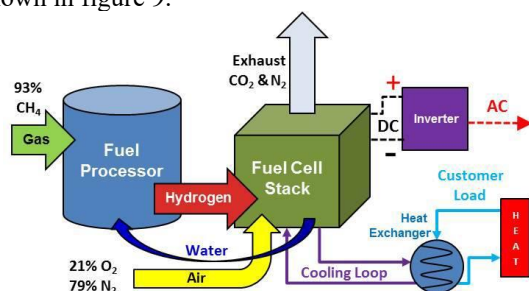 own in figure 9.
Exhaust
CO2 & N2
93%
CH4
Gas
Fuel
Processor
Hydrogen
Fuel Cell
Stack
+
DC
-
Inverter
AC
Customer
Load
Heat
Exchanger
HEAT
Water
Cooling Loop
21% O2
79% N2
Air